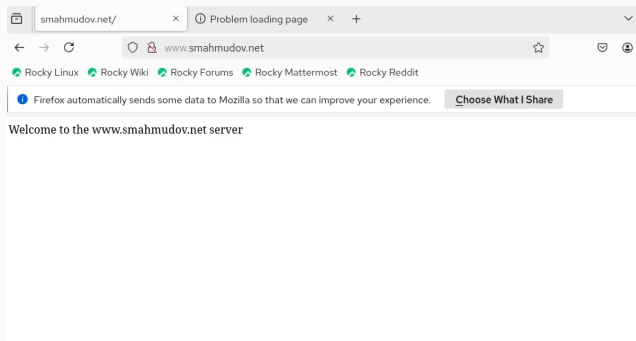 smahmudov.net/ Problem loading page
www.smahmudov.net
Rocky Linux Rocky Wiki Rocky Forums Rocky Mattermost Rocky Reddit
Firefox automatically sends some data to Mozilla so that we can improve your experience. Choose What I Share
Welcome to the www.smahmudov.net server